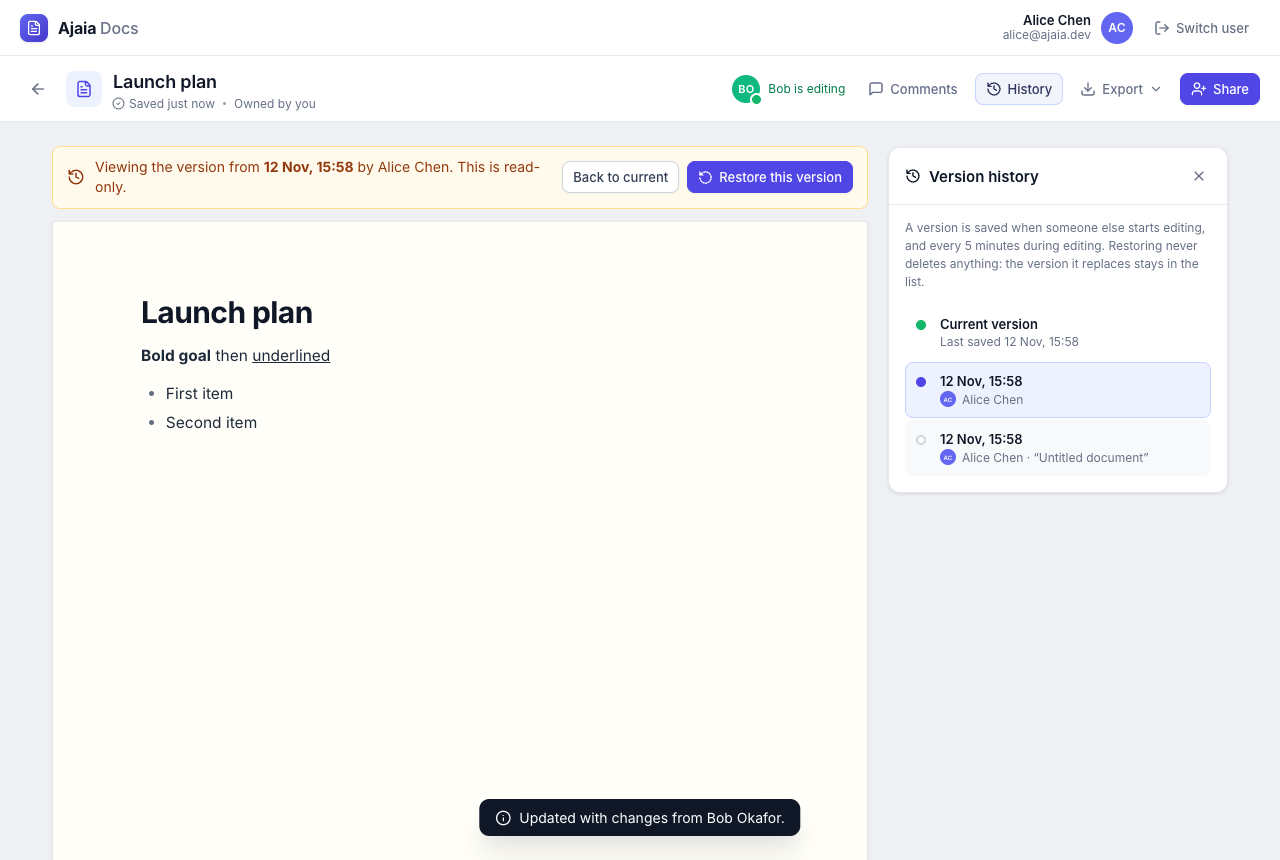 Ajaia Docs
Alice Chen
alice@ajaia.dev
AC
Switch user
Launch plan
Saved just now • Owned by you
BO
Bob is editing
Comments
History
Export
Share
Viewing the version from 12 Nov, 15:58 by Alice Chen. This is read-
only.
Back to current
Restore this version
Launch plan
Bold goal then underlined
• First item
• Second item
Version history
A version is saved when someone else starts editing,
and every 5 minutes during editing. Restoring never
deletes anything: the version it replaces stays in the
list.
Current version
Last saved 12 Nov, 15:58
12 Nov, 15:58
AC Alice Chen
12 Nov, 15:58
AC Alice Chen · “Untitled document”
Updated with changes from Bob Okafor.